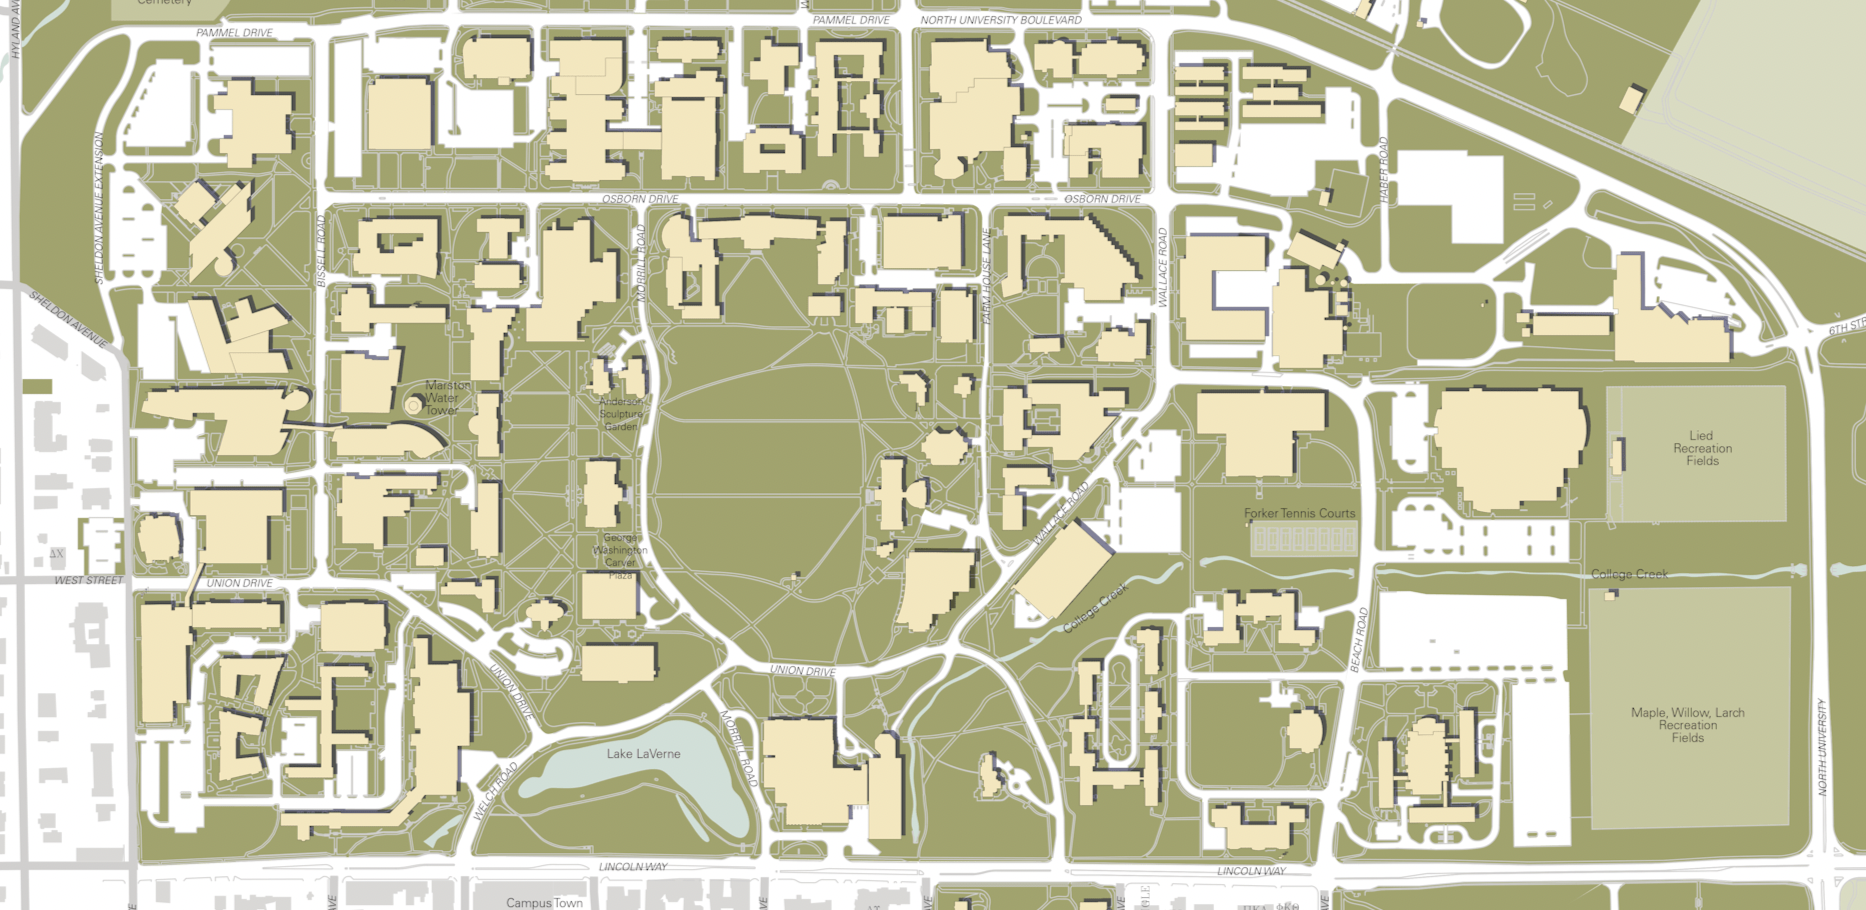 Cemetery
PAMMEL DRIVE
NORTH UNIVERSITY BOULEVARD
PAMMEL DRIVE
HYLAND AV
SHELDON AVENUE EXTENSION
HABER ROAD
OSBORN DRIVE
OSBORN DRIVE
BISSELL ROAD
MORRILL ROAD
FARM HOUSE LANE
WALLACE ROAD
SHELDON AVENUE
6TH STR
Marston
Water
Tower
Anderson
Sculpture
Garden
Lied
Recreation
Fields
WALLACE ROAD
Forker Tennis Courts
George
Washington
Carver
Plaza
ΔX
WEST STREET
UNION DRIVE
College Creek
College Creek
BEACH ROAD
UNION DRIVE
UNION DRIVE
MORRILL ROAD
Maple, Willow, Larch
Recreation
Fields
NORTH UNIVERSITY
Lake LaVerne
WELCH ROAD
LINCOLN WAY
LINCOLN WAY
Campus Town